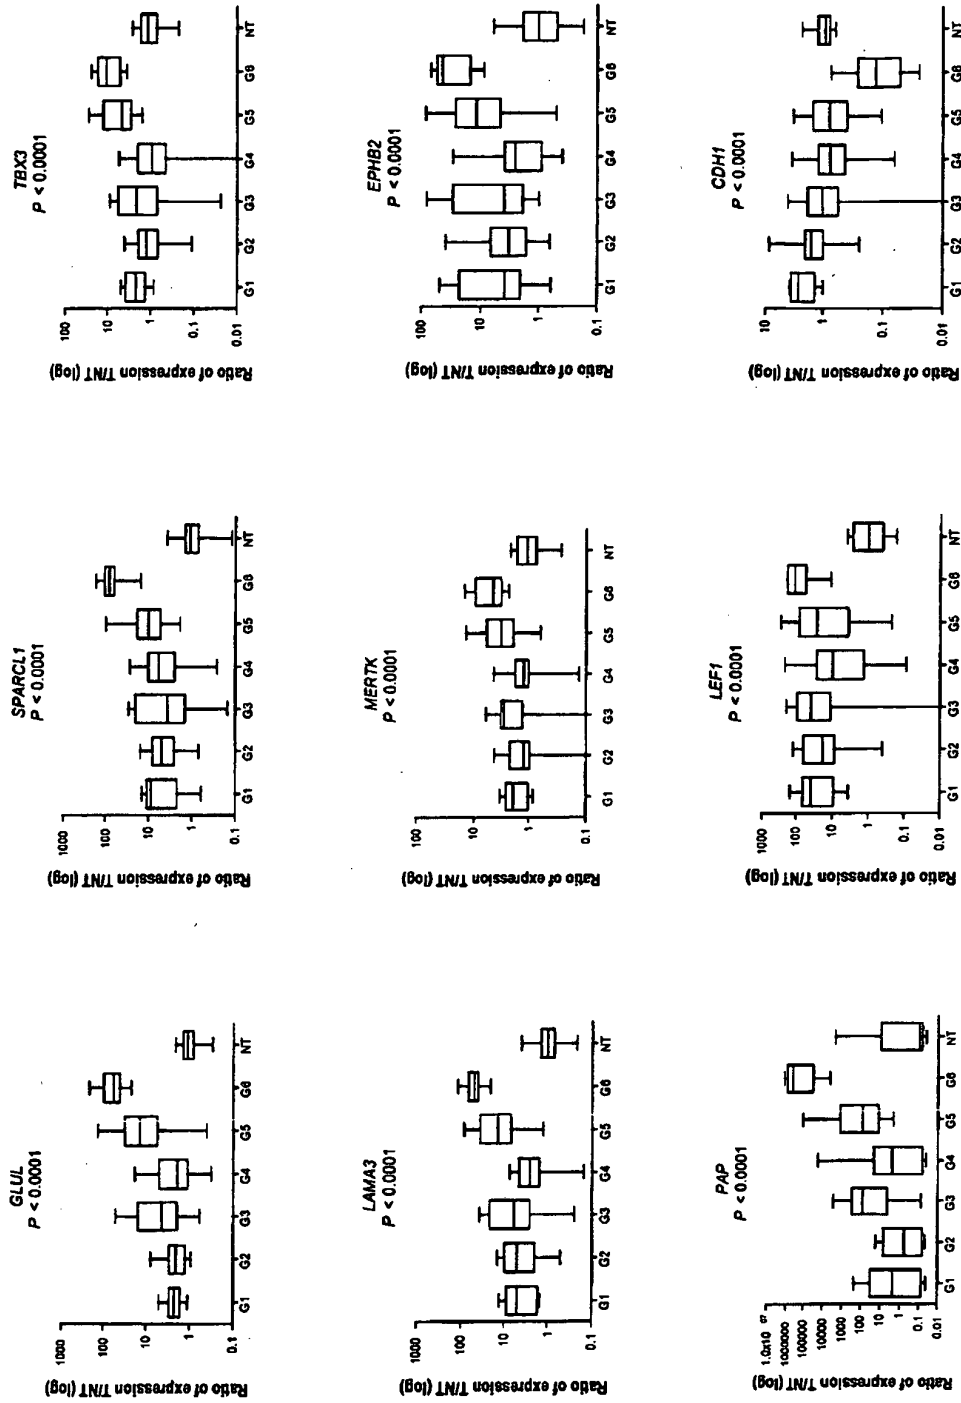 GLUL
P < 0.0001
Ratio of expression T/NT (log)
1000
100
10
1
0.1
G1 G2 G3 G4 G5 G6 NT
SPARCL1
P < 0.0001
Ratio of expression T/NT (log)
1000
100
10
1
0.1
G1 G2 G3 G4 G5 G6 NT
TBX3
P < 0.0001
Ratio of expression T/NT (log)
100
10
1
0.1
0.01
G1 G2 G3 G4 G5 G6 NT
LAMA3
P < 0.0001
Ratio of expression T/NT (log)
1000
100
10
1
0.1
G1 G2 G3 G4 G5 G6 NT
MERTK
P < 0.0001
Ratio of expression T/NT (log)
100
10
1
0.1
G1 G2 G3 G4 G5 G6 NT
EPHB2
P < 0.0001
Ratio of expression T/NT (log)
100
10
1
0.1
G1 G2 G3 G4 G5 G6 NT
PAP
P < 0.0001
Ratio of expression T/NT (log)
1.0x10 07
1000000
100000
10000
1000
100
10
1
0.1
0.01
G1 G2 G3 G4 G5 G6 NT
LEF1
P < 0.0001
Ratio of expression T/NT (log)
1000
100
10
1
0.1
0.01
G1 G2 G3 G4 G5 G6 NT
CDH1
P < 0.0001
Ratio of expression T/NT (log)
10
1
0.1
0.01
G1 G2 G3 G4 G5 G6 NT